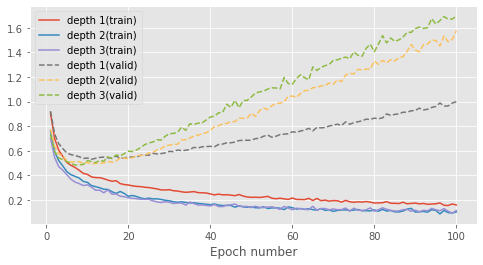 depth 1(train)
depth 2(train)
depth 3(train)
depth 1(valid)
depth 2(valid)
depth 3(valid)
1.6
1.4
1.2
1.0
0.8
0.6
0.4
0.2
0 20 40 60 80 100
Epoch number